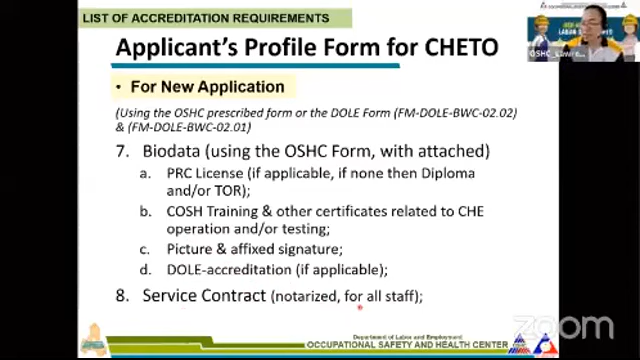 LIST OF ACCREDITATION REQUIREMENTS
Applicant's Profile Form for CHETO
• For New Application
(Using the OSHC prescribed form or the DOLE Form (FM-DOLE-BWC-02.02)
& (FM-DOLE-BWC-02.01)
7. Biodata (using the OSHC Form, with attached)
a. PRC License (if applicable, if none then Diploma
and/or TOR);
b. COSH Training & other certificates related to CHE
operation and/or testing;
c. Picture & affixed signature;
d. DOLE-accreditation (if applicable);
8. Service Contract (notarized, for all staff);
Department of Labor and Employment
OCCUPATIONAL SAFETY AND HEALTH CENTER
zoom